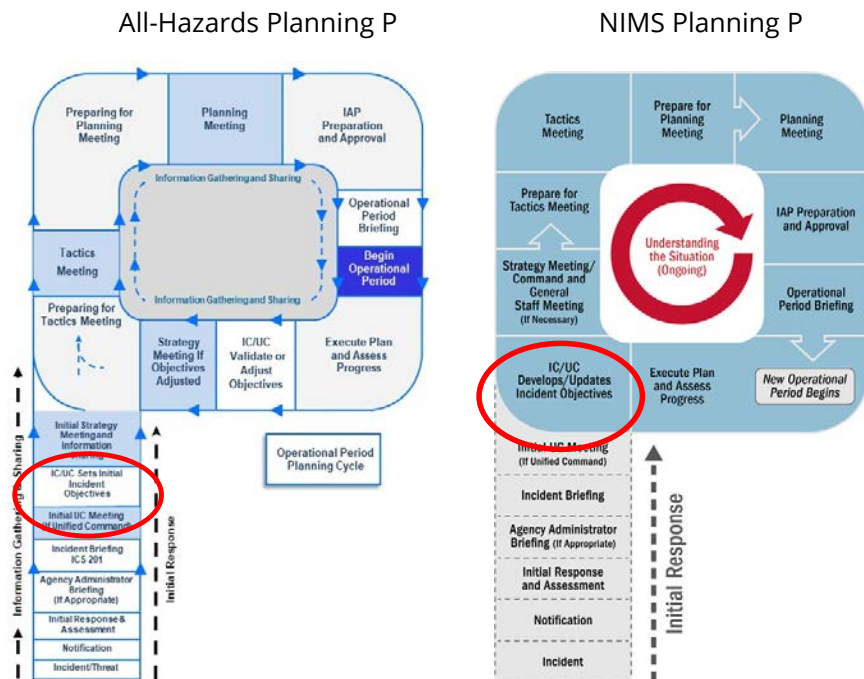 All-Hazards Planning P
Preparing for
Planning
Meeting
Planning
Meeting
IAP
Preparation
and Approval
Information Gathering and Sharing
Operational
Period
Briefing
Begin
Operational
Period
Tactics
Meeting
Preparing for
Tactics Meeting
Information Gathering and Sharing
Strategy
Meeting If
Objectives
Adjusted
IC/UC
Validate or
Adjust
Objectives
Execute Plan
and Assess
Progress
Initial Strategy
Meeting and
Information
Sharing
IC/UC Sets Initial
Incident
Objectives
Initial UC Meeting
(If Unified Command)
Incident Briefing
ICS 201
Agency Administrator
Briefing
(If Appropriate)
Initial Response &
Assessment
Notification
Incident/Threat
Information Gathering & Sharing
Initial Response
Operational Period
Planning Cycle
NIMS Planning P
Tactics
Meeting
Prepare for
Planning
Meeting
Planning
Meeting
Prepare for
Tactics Meeting
Understanding
the Situation
(Ongoing)
IAP Preparation
and Approval
Strategy Meeting/
Command and
General
Staff Meeting
(If Necessary)
Operational
Period Briefing
IC/UC
Develops/Updates
Incident Objectives
Execute Plan
and Assess
Progress
New Operational
Period Begins
Initial UC Meeting
(If Unified Command)
Incident Briefing
Agency Administrator
Briefing (If Appropriate)
Initial Response
and Assessment
Notification
Incident
Initial Response